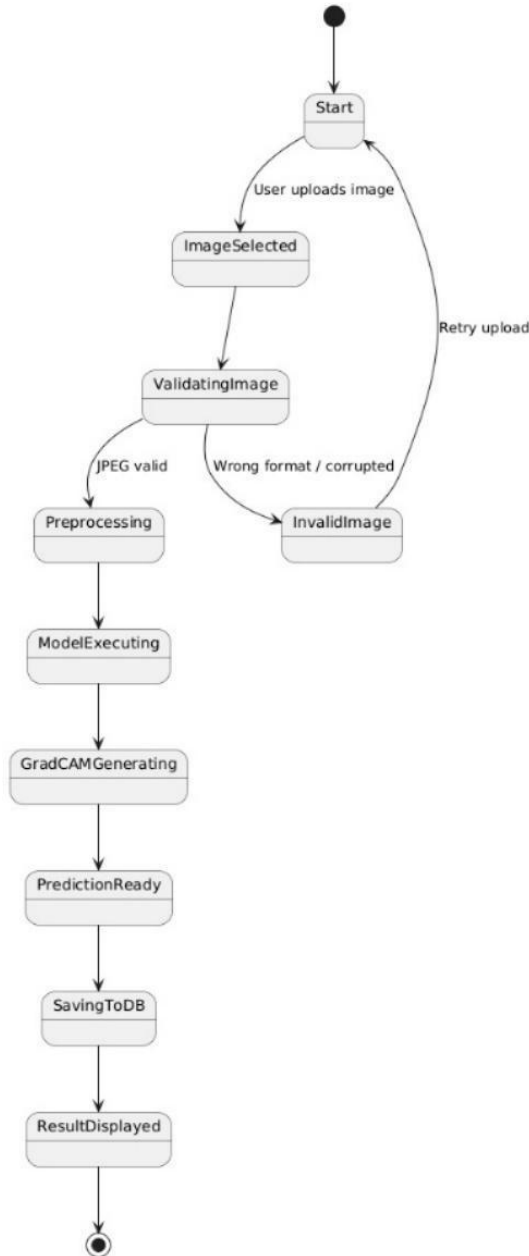 Start
User uploads image
ImageSelected
Retry upload
ValidatingImage
JPEG valid
Wrong format / corrupted
Preprocessing
InvalidImage
ModelExecuting
GradCAMGenerating
PredictionReady
SavingToDB
ResultDisplayed